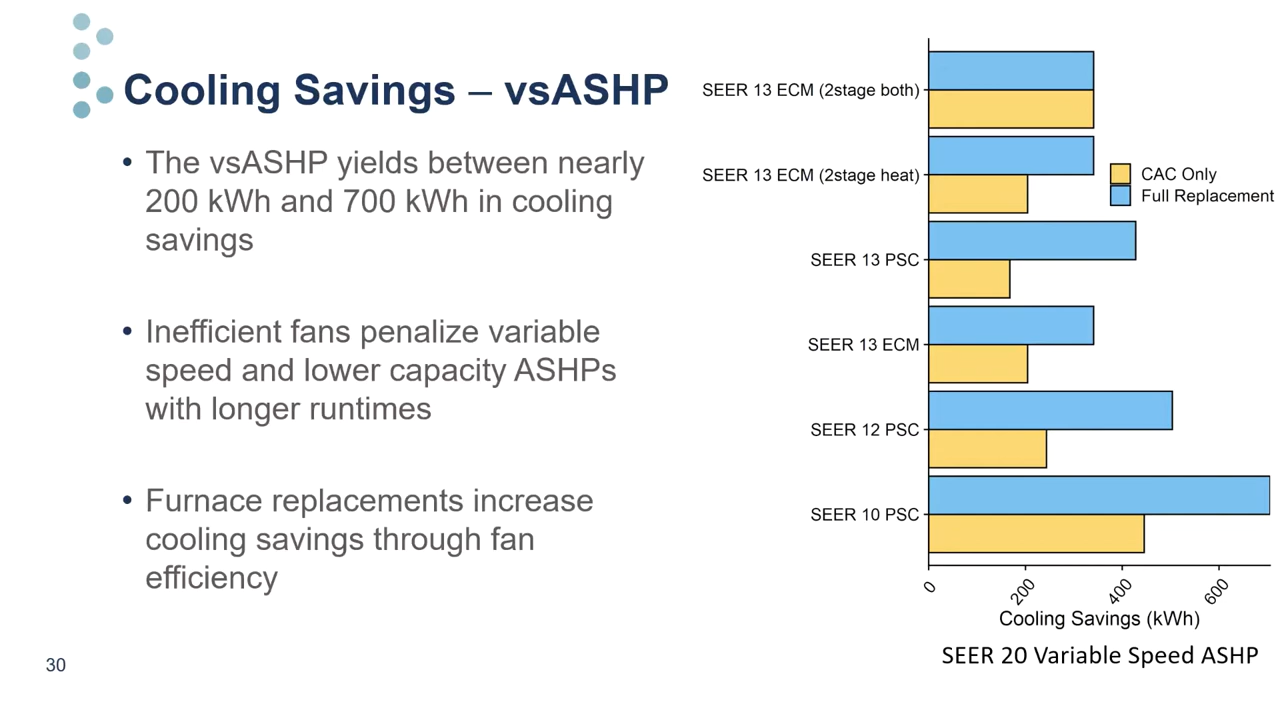 Cooling Savings – vsASHP
• The vsASHP yields between nearly
200 kWh and 700 kWh in cooling
savings
• Inefficient fans penalize variable
speed and lower capacity ASHPs
with longer runtimes
• Furnace replacements increase
cooling savings through fan
efficiency
30
SEER 13 ECM (2stage both)
SEER 13 ECM (2stage heat)
SEER 13 PSC
SEER 13 ECM
SEER 12 PSC
SEER 10 PSC
CAC Only
Full Replacement
0
200
400
600
Cooling Savings (kWh)
SEER 20 Variable Speed ASHP